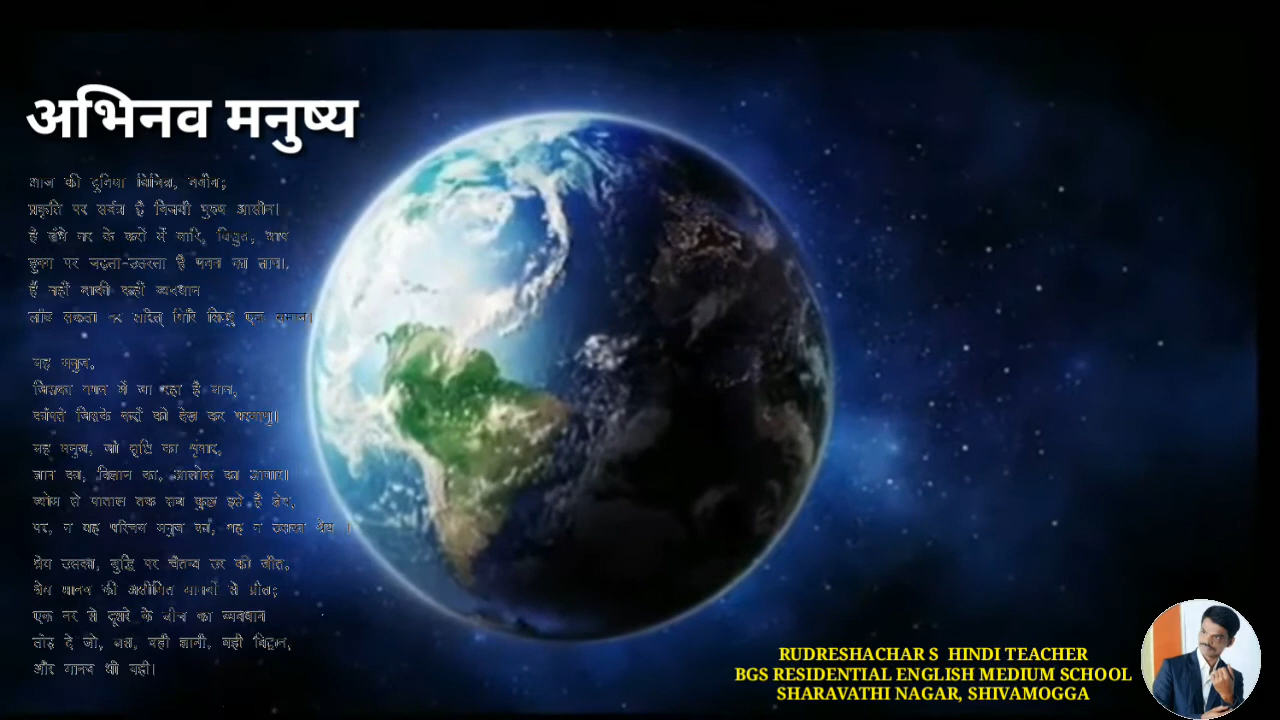 अभिनव मनुष्य
आज की दुनिया विचित्र, नवीन;
प्रकृति पर सर्वत्र है विजयी पुरुष आसीन।
हैं बँधे नर के करों में वारि, विद्युत, भाप
हुक्म पर चढ़ता-उतरता है पवन का ताप।
हैं नहीं बाकी कहीं व्यवधान
लाँघ सकता नर सरित् गिरि सिन्धु एक समान।
यह मनुज,
जिसका गगन में जा रहा है यान,
काँपते जिसके करों को देख कर परमाणु।
यह मनुज, जो सृष्टि का शृंगार,
ज्ञान का, विज्ञान का, आलोक का आगार।
व्योम से पाताल तक सब कुछ इसे है ज्ञेय,
पर, न यह परिचय मनुज का, यह न उसका श्रेय ।
श्रेय उसका, बुद्धि पर चैतन्य उर की जीत,
श्रेय मानव की असीमित मानवों से प्रीत;
एक नर से दूसरे के बीच का व्यवधान
तोड़ दे जो, बस, वही ज्ञानी, वही विद्वान,
और मानव भी वही।
RUDRESHACHAR S HINDI TEACHER
BGS RESIDENTIAL ENGLISH MEDIUM SCHOOL
SHARAVATHI NAGAR, SHIVAMOGGA